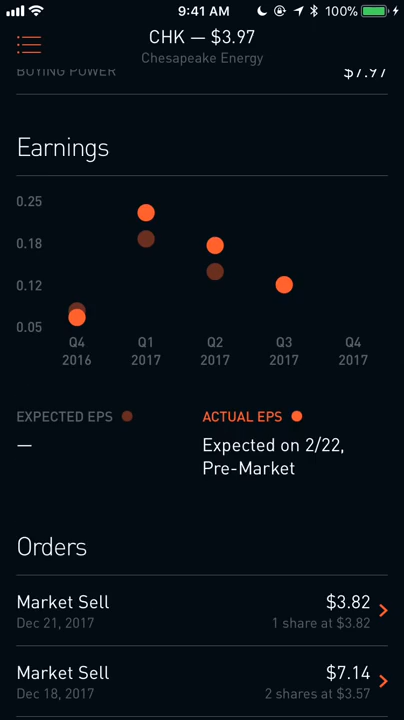 9:41 AM 100%
CHK — $3.97
Chesapeake Energy
BUYING POWER $7.97
Earnings
0.25
0.18
0.12
0.05
Q4 Q1 Q2 Q3 Q4
2016 2017 2017 2017 2017
EXPECTED EPS ACTUAL EPS
— Expected on 2/22,
Pre-Market
Orders
Market Sell $3.82
Dec 21, 2017 1 share at $3.82
Market Sell $7.14
Dec 18, 2017 2 shares at $3.57